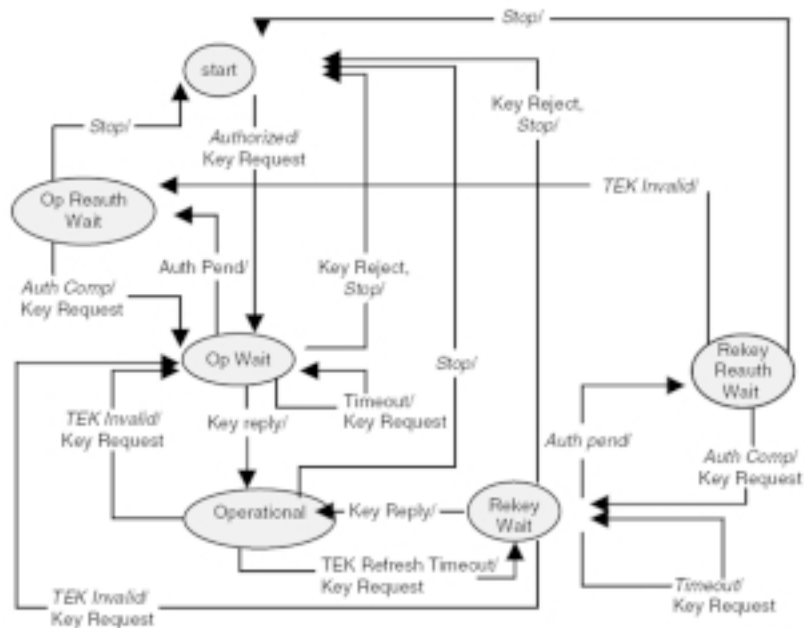 Stop/
start
Key Reject,
Stop/
Stop/
Authorized/
Key Request
TEK Invalid/
Op Reauth
Wait
Auth Pend/
Key Reject,
Stop/
Auth Comp/
Key Request
Op Wait
Stop/
Rekey
Reauth
Wait
Timeout/
Key Request
TEK Invalid/
Key Request
Key reply/
Auth pend/
Auth Comp/
Key Request
Operational
Key Reply/
Rekey
Wait
TEK Refresh Timeout/
Key Request
Timeout/
Key Request
TEK Invalid/
Key Request